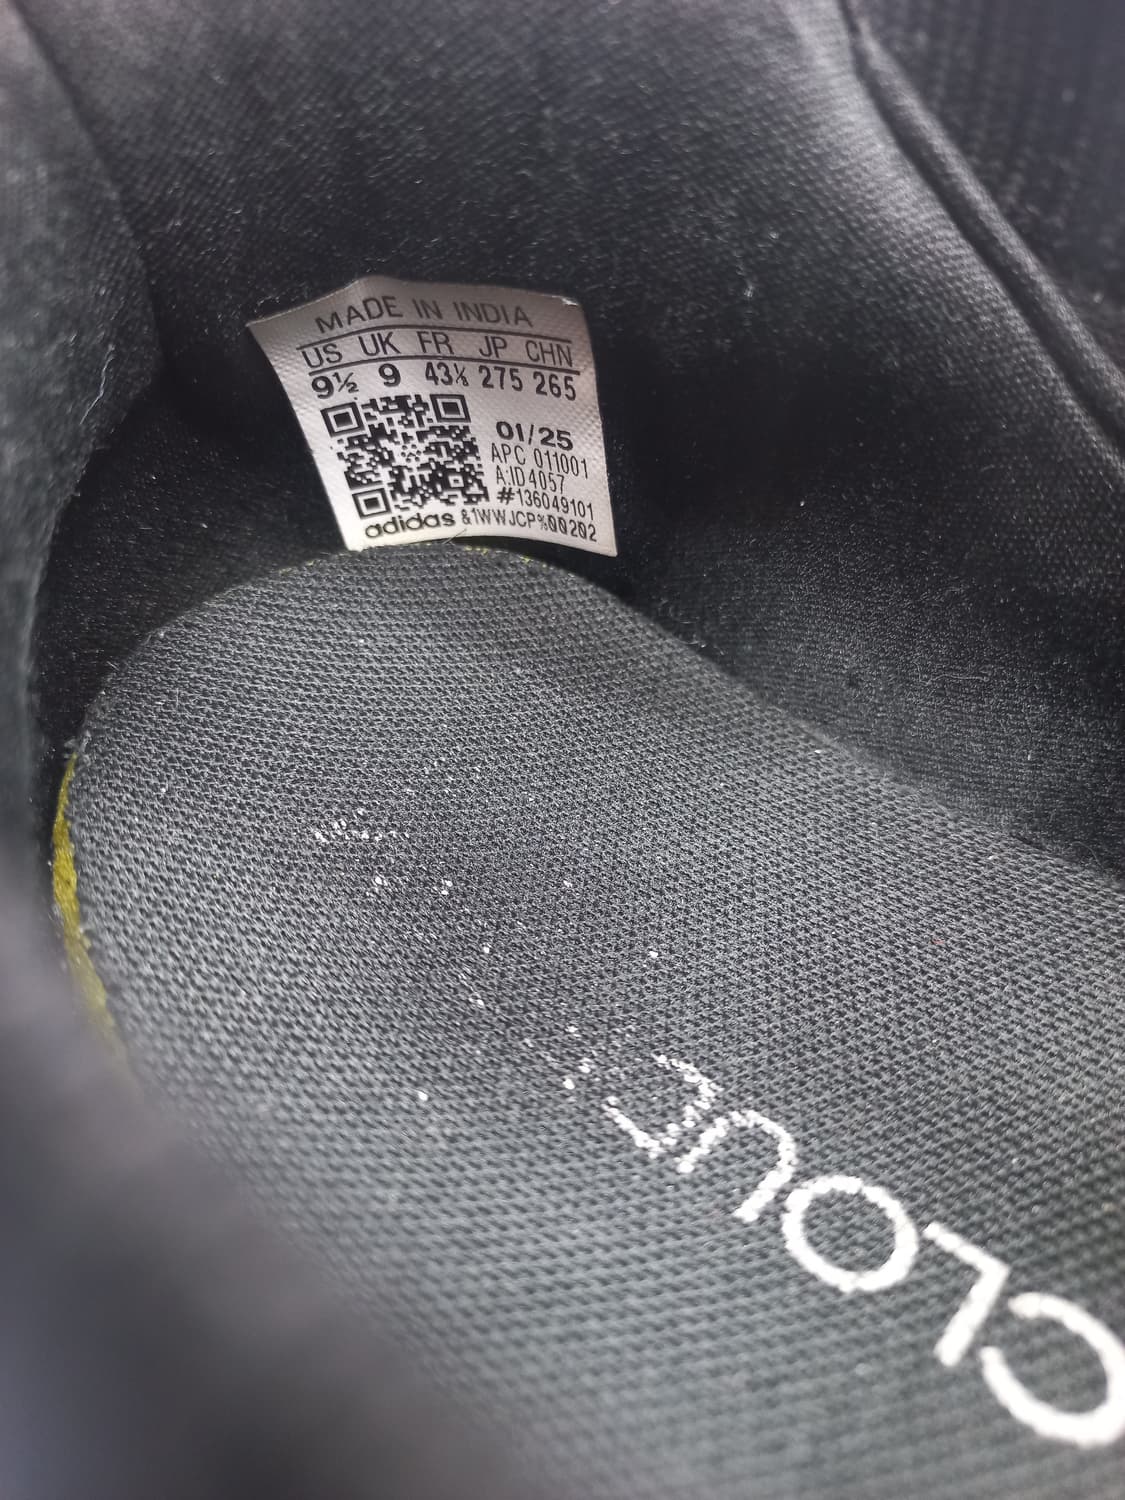 MADE IN INDIA
US UK FR JP CHN
9½ 9 43⅓ 275 265
01/25
APC 011001
A:ID4057
#136049101
adidas &1WWJCP%00202
clou